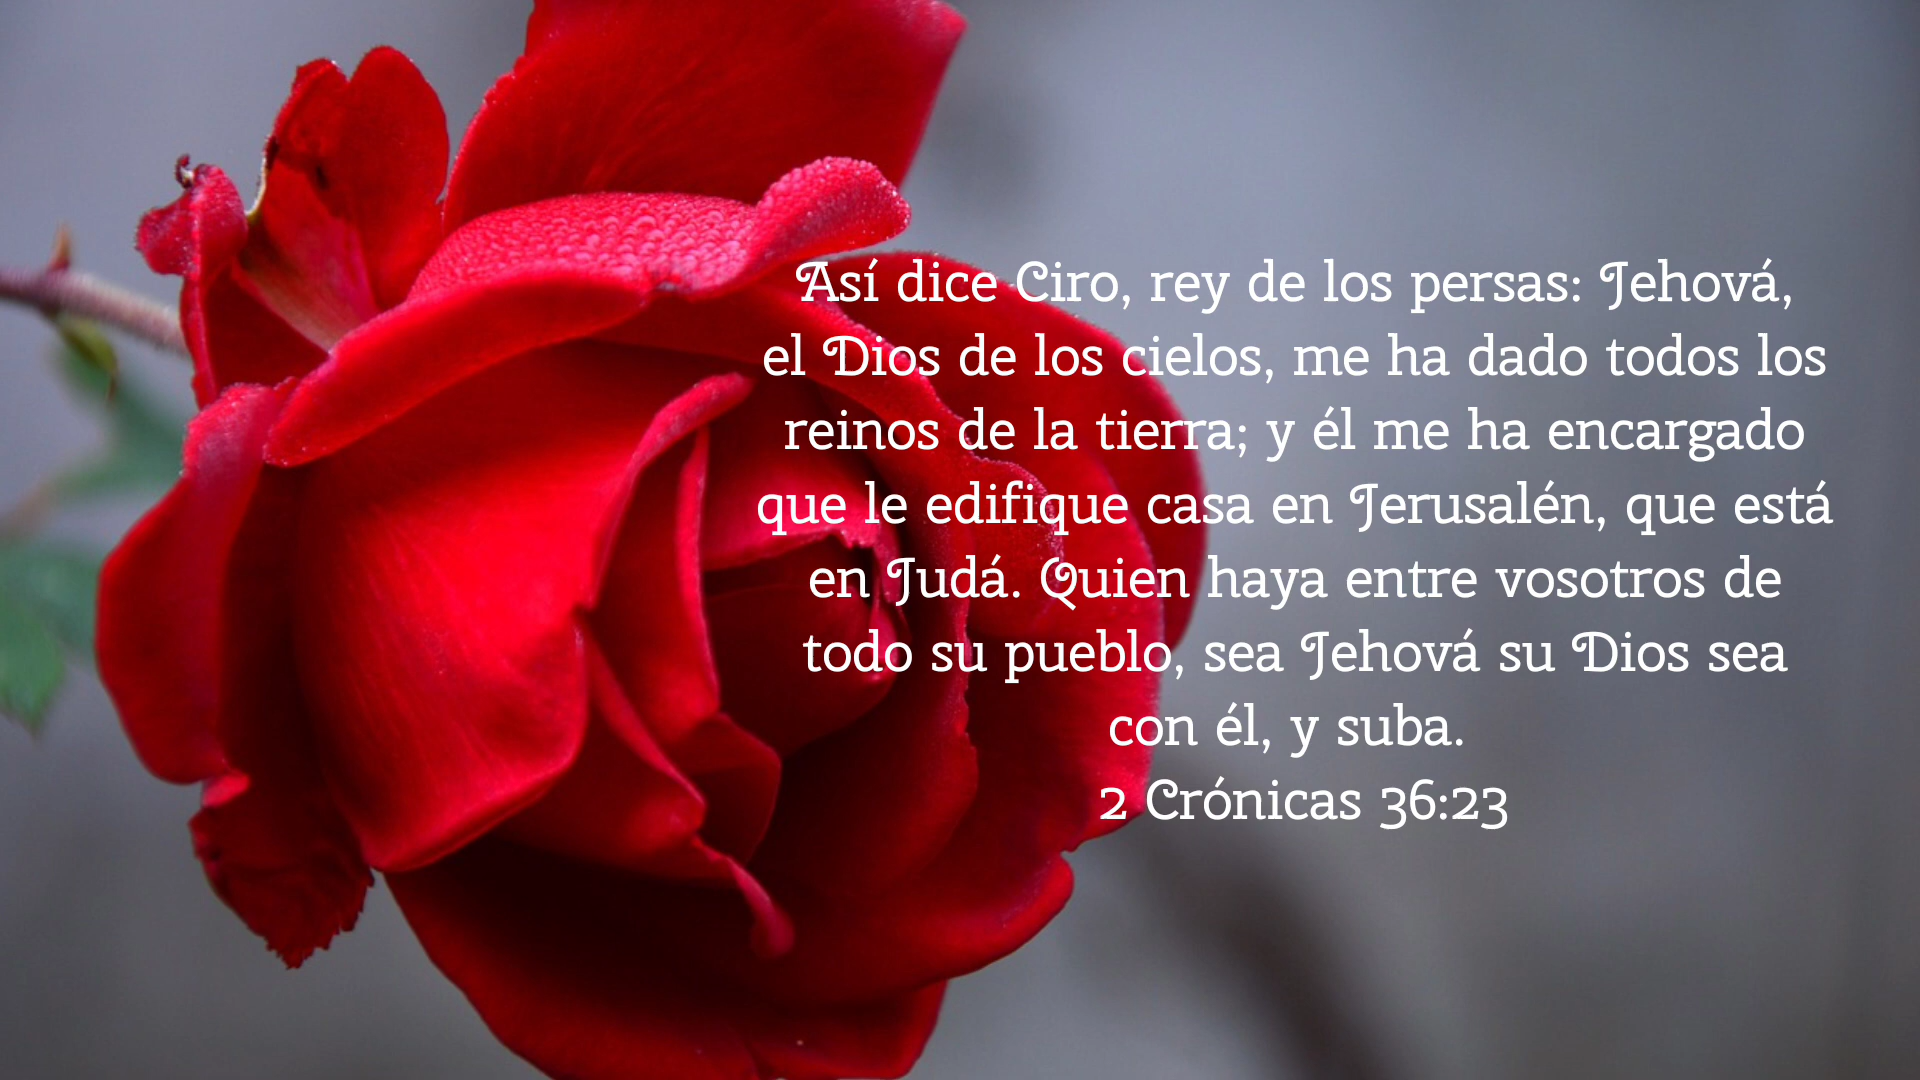 Así dice Ciro, rey de los persas: Jehová,
el Dios de los cielos, me ha dado todos los
reinos de la tierra; y él me ha encargado
que le edifique casa en Jerusalén, que está
en Judá. Quien haya entre vosotros de
todo su pueblo, sea Jehová su Dios sea
con él, y suba.
2 Crónicas 36:23